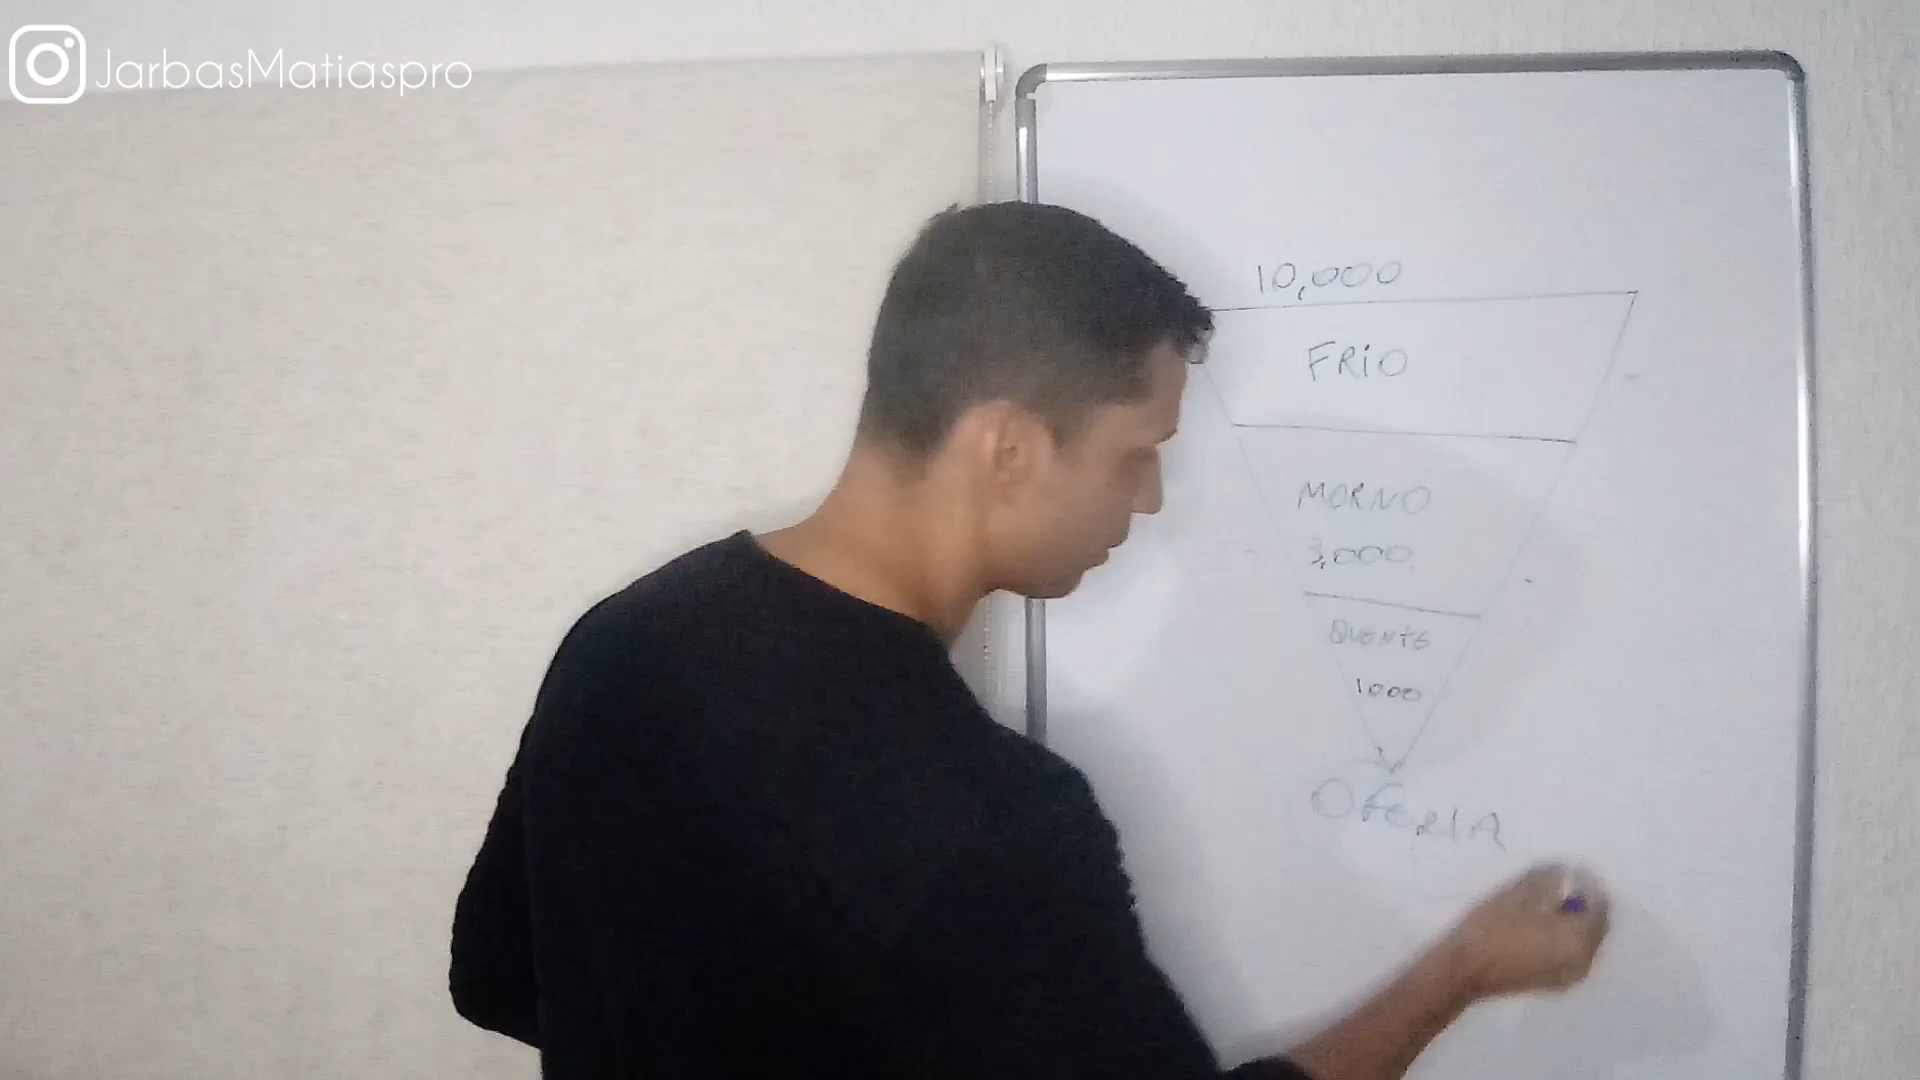 JarbasMatiaspro
10,000
FRiO
MORNO
3,000
QUENTE
1000
OFERTA